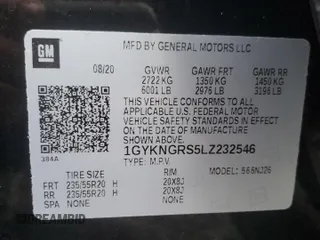 GM
MFD BY GENERAL MOTORS LLC
08/20 GVWR GAWR FRT GAWR RR
2722 KG 1350 KG 1450 KG
6001 LB 2976 LB 3196 LB
THIS VEHICLE CONFORMS TO ALL
APPLICABLE U.S. FEDERAL MOTOR
VEHICLE SAFETY STANDARDS IN
EFFECT ON THE DATE OF
MANUFACTURE SHOWN ABOVE.
1GYKNGRS5LZ232546
TYPE: M.P.V. MODEL:
TIRE SIZE RIM
FRT 235/55R20 H 20X8J
RR 235/55R20 H 20X8J
SPA NONE NONE